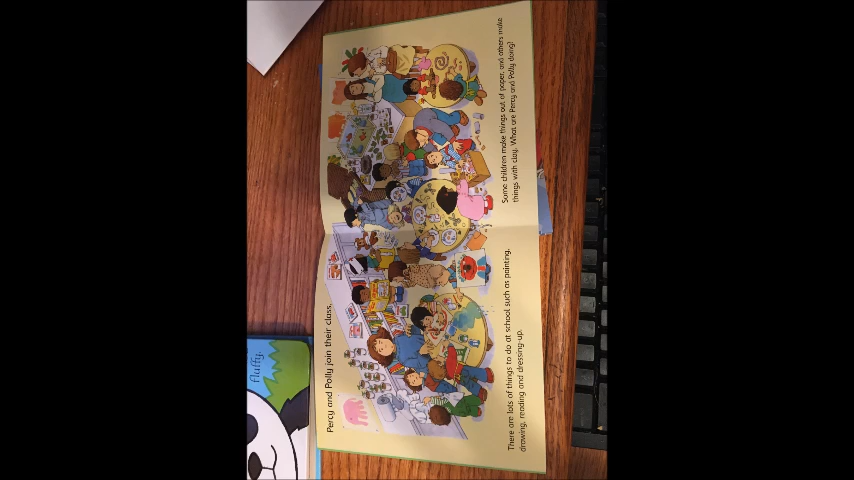 Percy and Polly join their class.
There are lots of things to do at school such as painting,
drawing, reading and dressing-up.
Some children make things out of paper, and others make
things with clay. What are Percy and Polly doing?
fluffy.